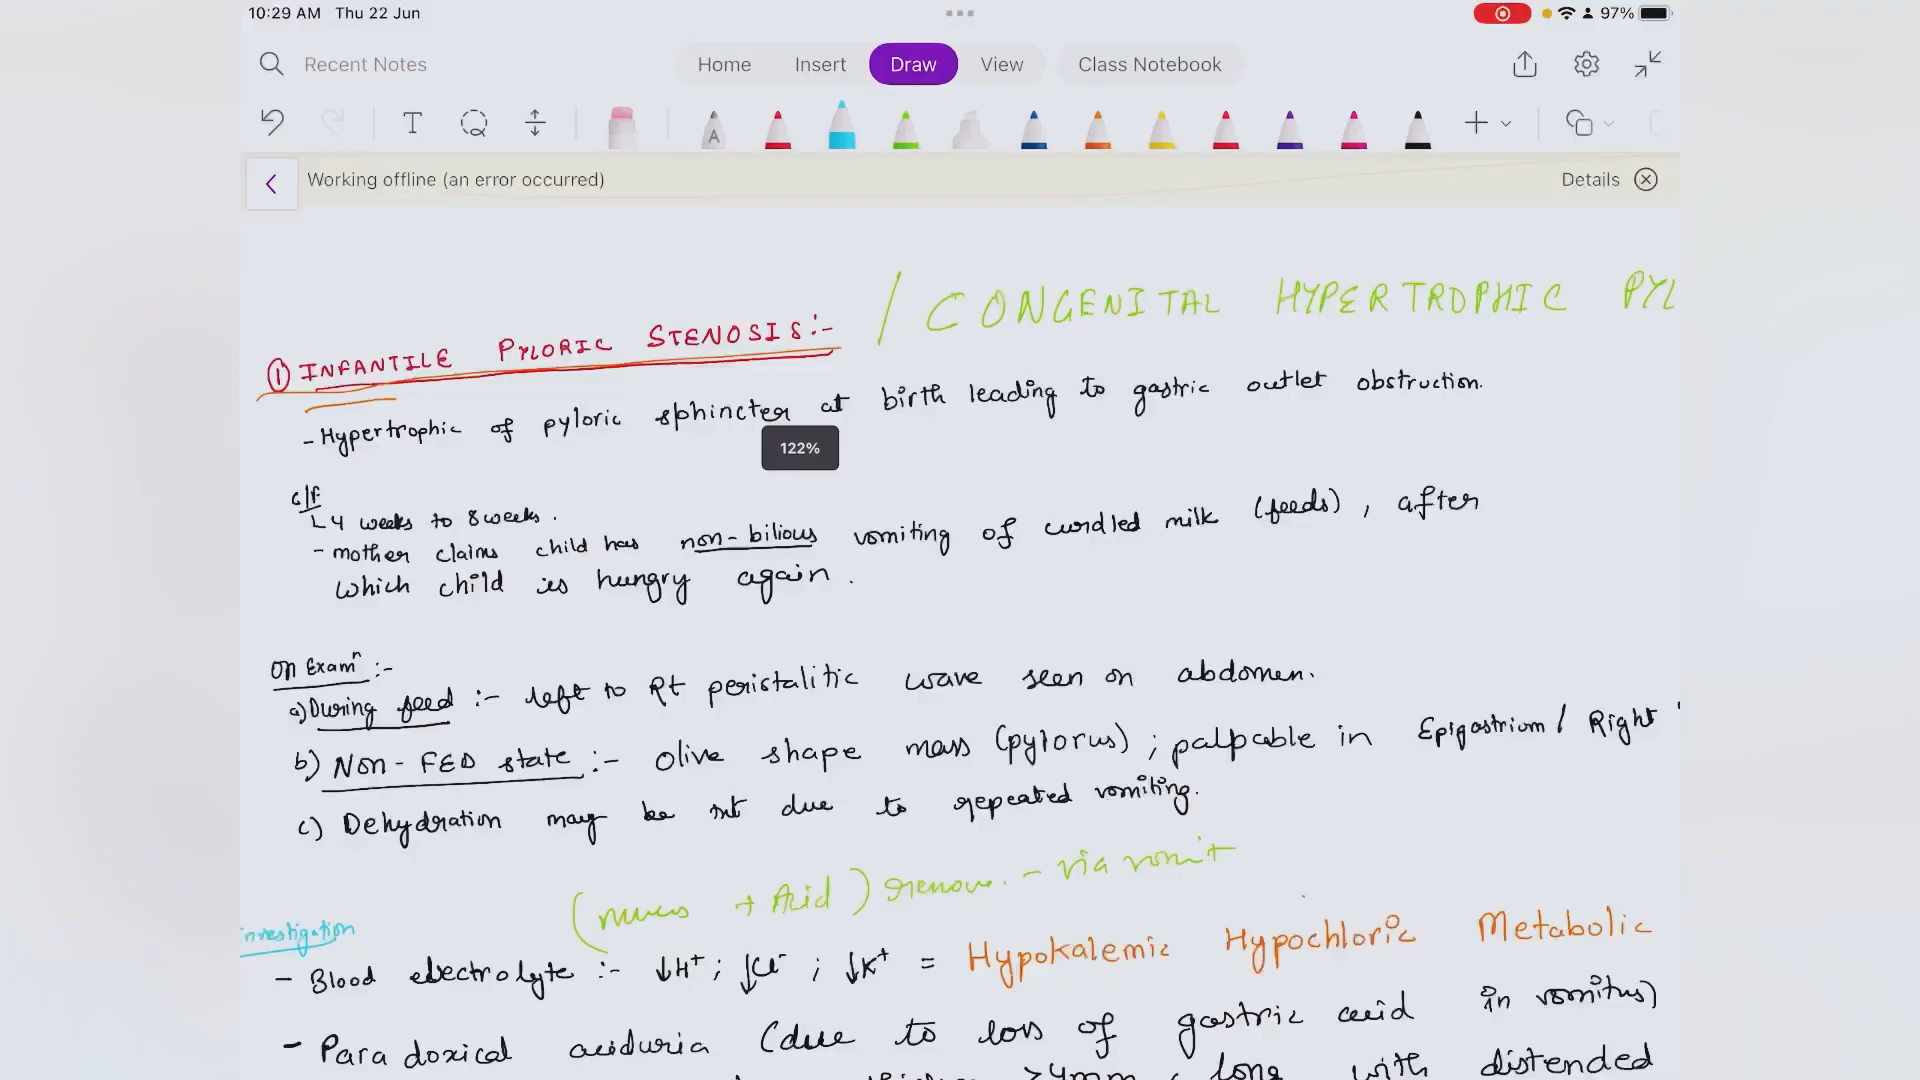 10:29 AM Thu 22 Jun
97%
Recent Notes
Home Insert Draw View Class Notebook
T
A
Working offline (an error occurred)
Details
/ CONGENITAL HYPERTROPHIC PYL
① INFANTILE PYLORIC STENOSIS:-
- Hypertrophic of pyloric sphincter at birth leading to gastric outlet obstruction.
122%
c/f
4 weeks to 8 weeks.
- mother claims child has non-bilious vomiting of curdled milk (feeds), after
which child is hungry again.
On Examⁿ :-
a) During feed :- left to Rt peristalitic wave seen on abdomen.
b) Non-FED state :- Olive shape mass (pylorus) ; palpable in Epigastrium / Right
c) Dehydration may be due to repeated vomiting.
(mucus + Acid) remove. - via vomit
Investigation
- Blood electrolyte :- ↓H⁺ ; ↓Cl⁻ ; ↓K⁺ = Hypokalemic Hypochloric Metabolic
- Paradoxical aciduria (due to loss of gastric acid in vomitus)
>4mm long with distended